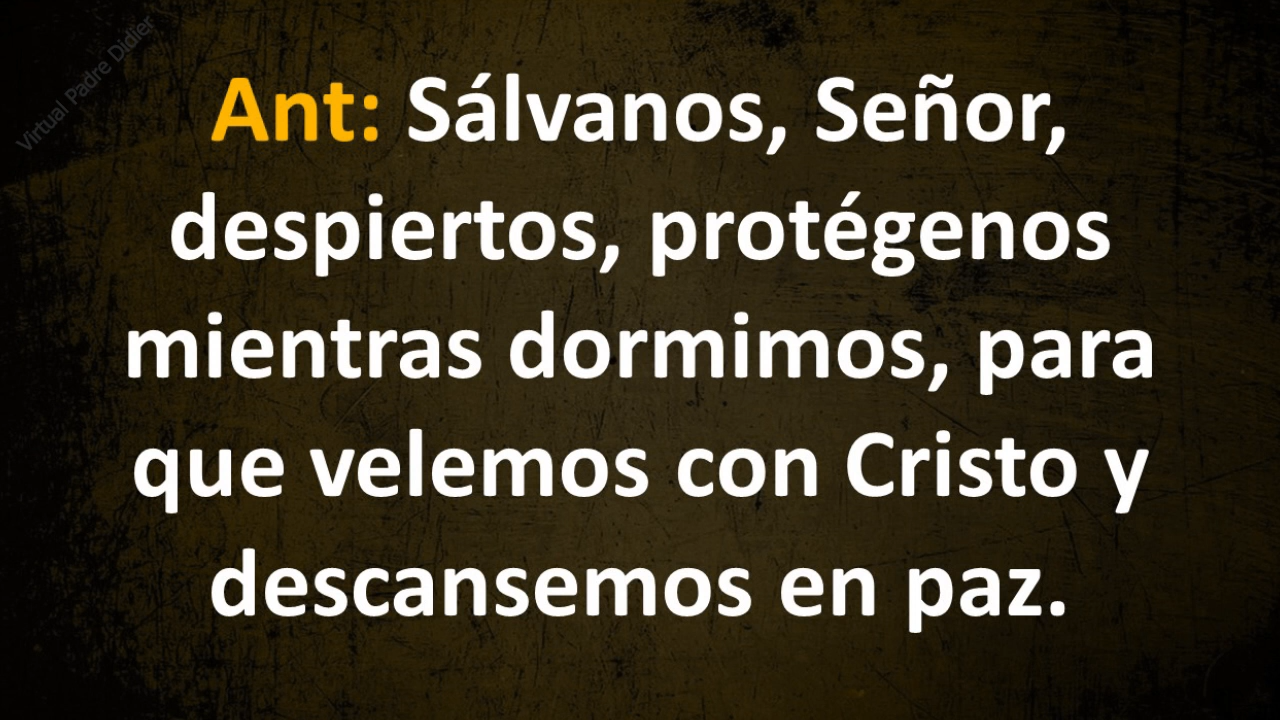 Virtual Padre Didier
Ant: Sálvanos, Señor,
despiertos, protégenos
mientras dormimos, para
que velemos con Cristo y
descansemos en paz.